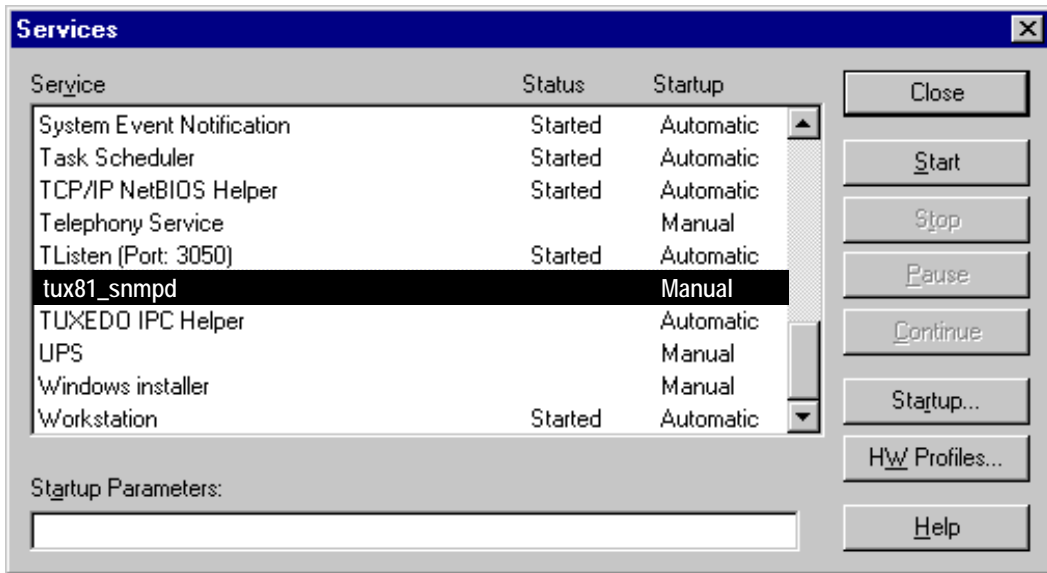 Services
Service Status Startup
System Event Notification Started Automatic
Task Scheduler Started Automatic
TCP/IP NetBIOS Helper Started Automatic
Telephony Service Manual
TListen (Port: 3050) Started Automatic
tux81_snmpd Manual
TUXEDO IPC Helper Automatic
UPS Manual
Windows installer Manual
Workstation Started Automatic
Startup Parameters:
Close
Start
Stop
Pause
Continue
Startup...
HW Profiles...
Help